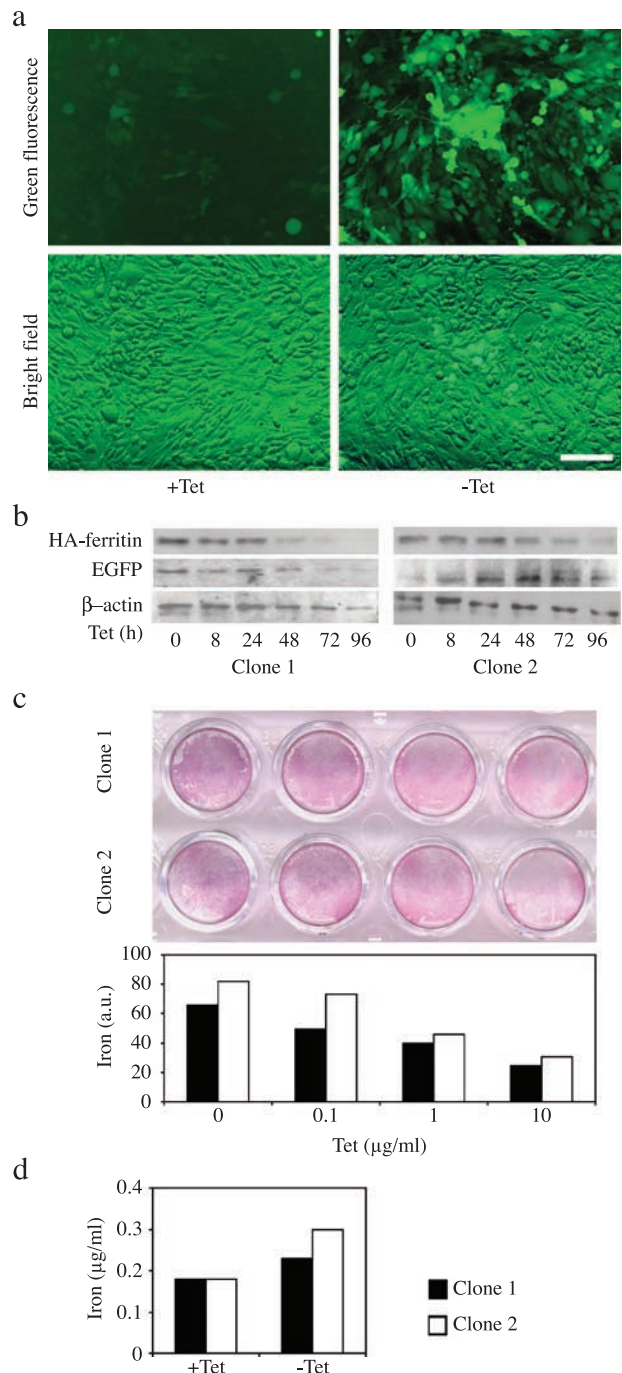 a
Green fluorescence
Bright field
+Tet
-Tet
b
HA-ferritin
EGFP
β–actin
Tet (h)
0 8 24 48 72 96
0 8 24 48 72 96
Clone 1
Clone 2
c
Clone 1
Clone 2
Iron (a.u.)
100
80
60
40
20
0
0 0.1 1 10
Tet (µg/ml)
d
Iron (µg/ml)
0.4
0.3
0.2
0.1
0
+Tet
-Tet
Clone 1
Clone 2